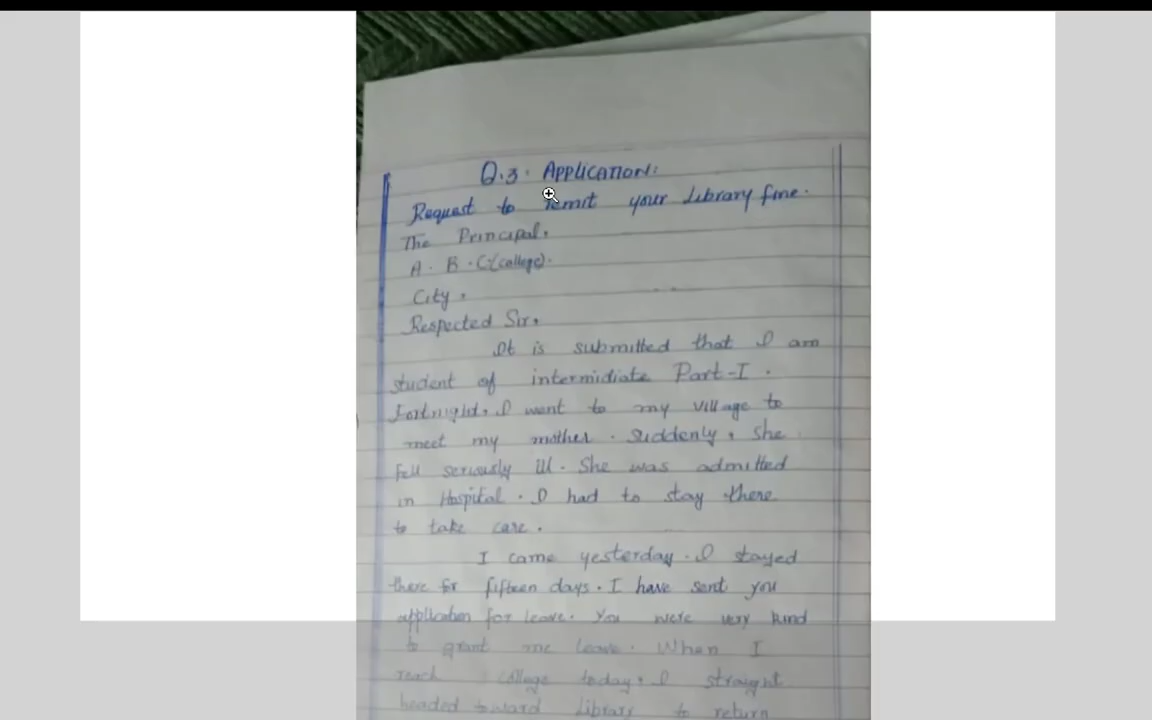 Q.3. APPLICATION:
Request to remit your Library fine.
The Principal,
A. B. C(college).
City,
Respected Sir,
It is submitted that I am
student of intermidiate Part-I.
Fortnight, I went to my village to
meet my mother. Suddenly, she
fell seriously ill. She was admitted
in Hospital. I had to stay there
to take care.
I came yesterday. I stayed
there for fifteen days. I have sent you
application for leave. You were very kind
to grant me leave. When I
reach college today, I straight
headed toward Library to return